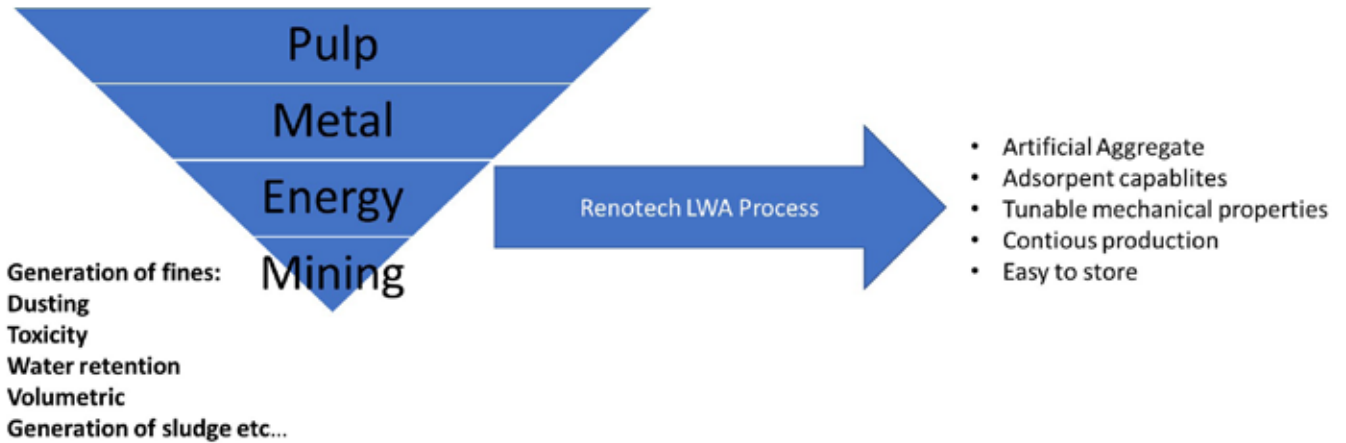 Pulp
Metal
Energy
Mining
Generation of fines:
Dusting
Toxicity
Water retention
Volumetric
Generation of sludge etc...
Renotech LWA Process
• Artificial Aggregate
• Adsorpent capablites
• Tunable mechanical properties
• Contious production
• Easy to store